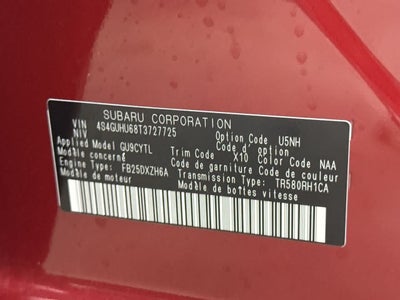 SUBARU CORPORATION
VIN
NIV 4S4GUHU68T3727725
Option Code U5NH
Applied Model GU9CYTL Trim Code X10 Color Code NAA
Modèle concerné Code de garniture Code de couleur
Engine Type FB25DXZH6A Transmission Type TR580RH1CA
Modèle de moteur Modèle de boîtes vitesse